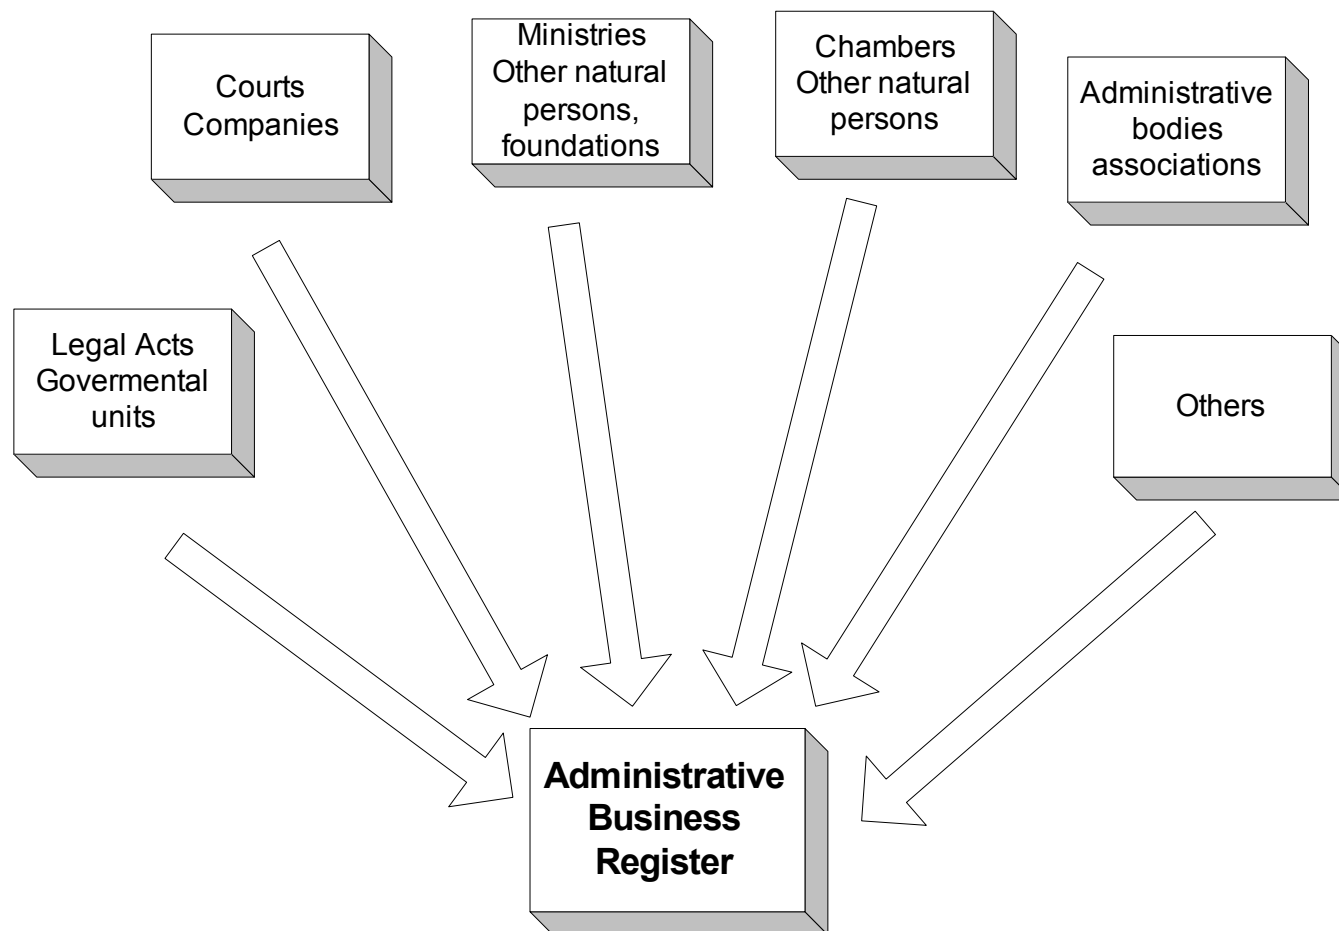 Courts
Companies
Ministries
Other natural
persons,
foundations
Chambers
Other natural
persons
Administrative
bodies
associations
Legal Acts
Govermental
units
Others
Administrative
Business
Register